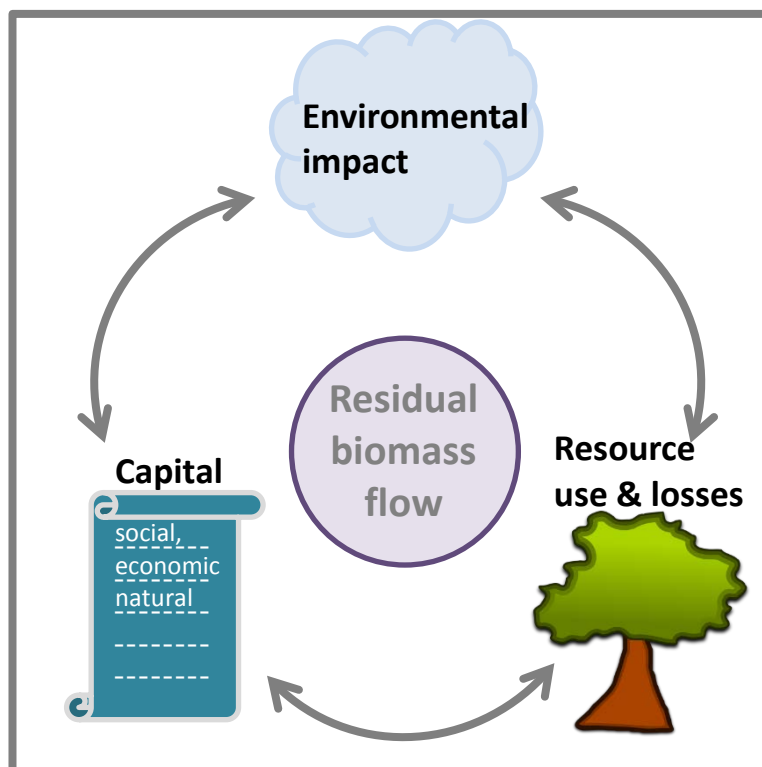 Environmental
impact
Residual
biomass
flow
Capital
social,
economic
natural
Resource
use & losses